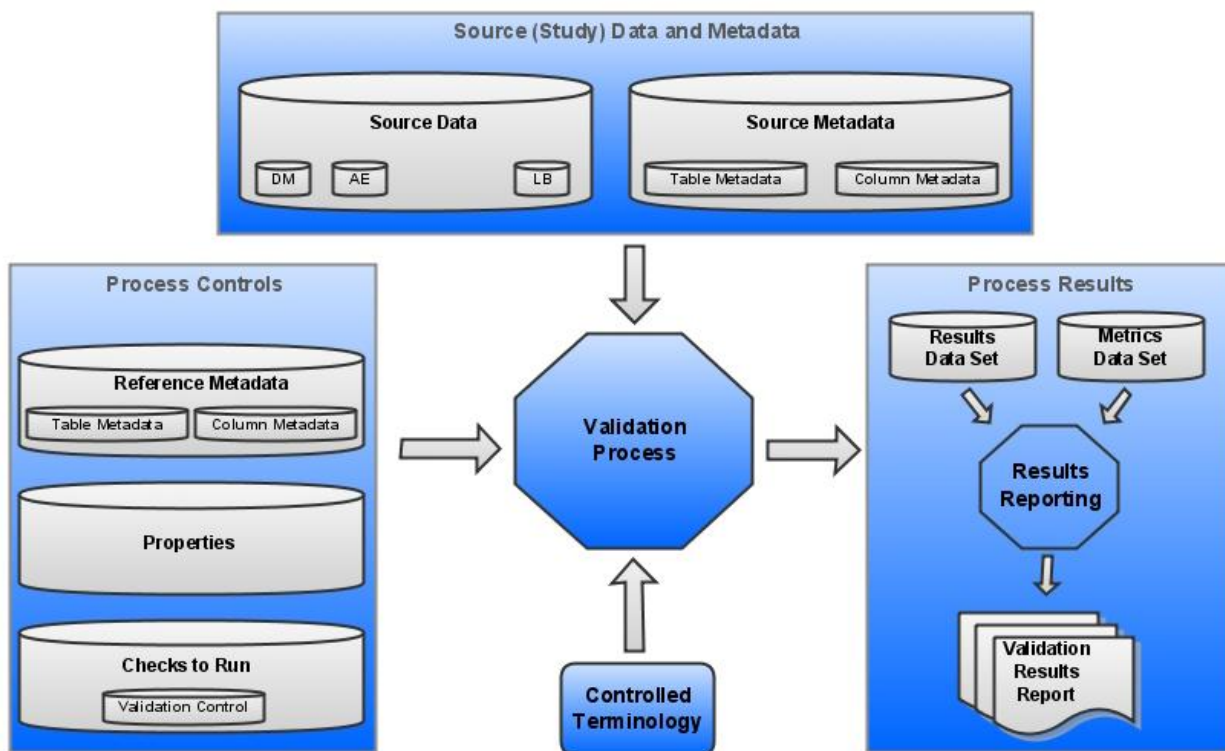 Source (Study) Data and Metadata
Source Data
DM
AE
LB
Source Metadata
Table Metadata
Column Metadata
Process Controls
Reference Metadata
Table Metadata
Column Metadata
Properties
Checks to Run
Validation Control
Validation
Process
Controlled
Terminology
Process Results
Results
Data Set
Metrics
Data Set
Results
Reporting
Validation
Results
Report